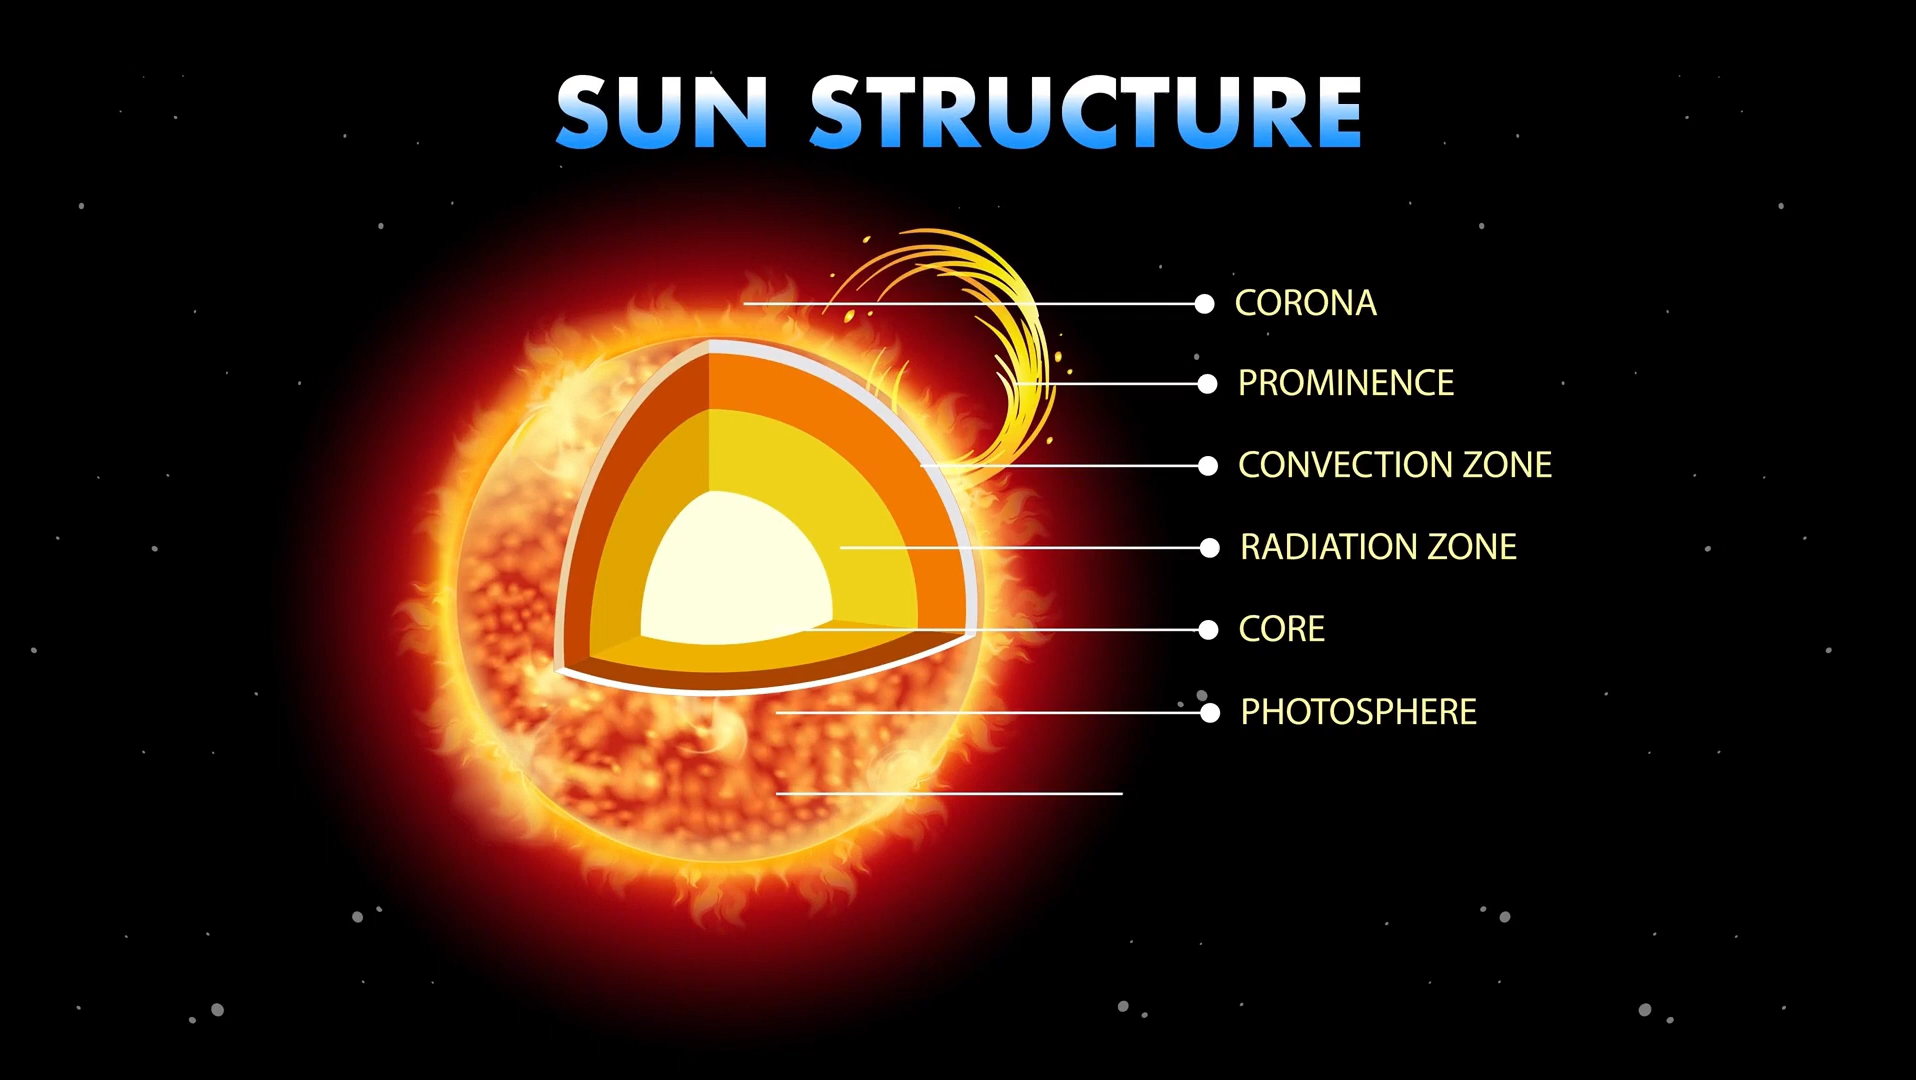 SUN STRUCTURE
CORONA
PROMINENCE
CONVECTION ZONE
RADIATION ZONE
CORE
PHOTOSPHERE